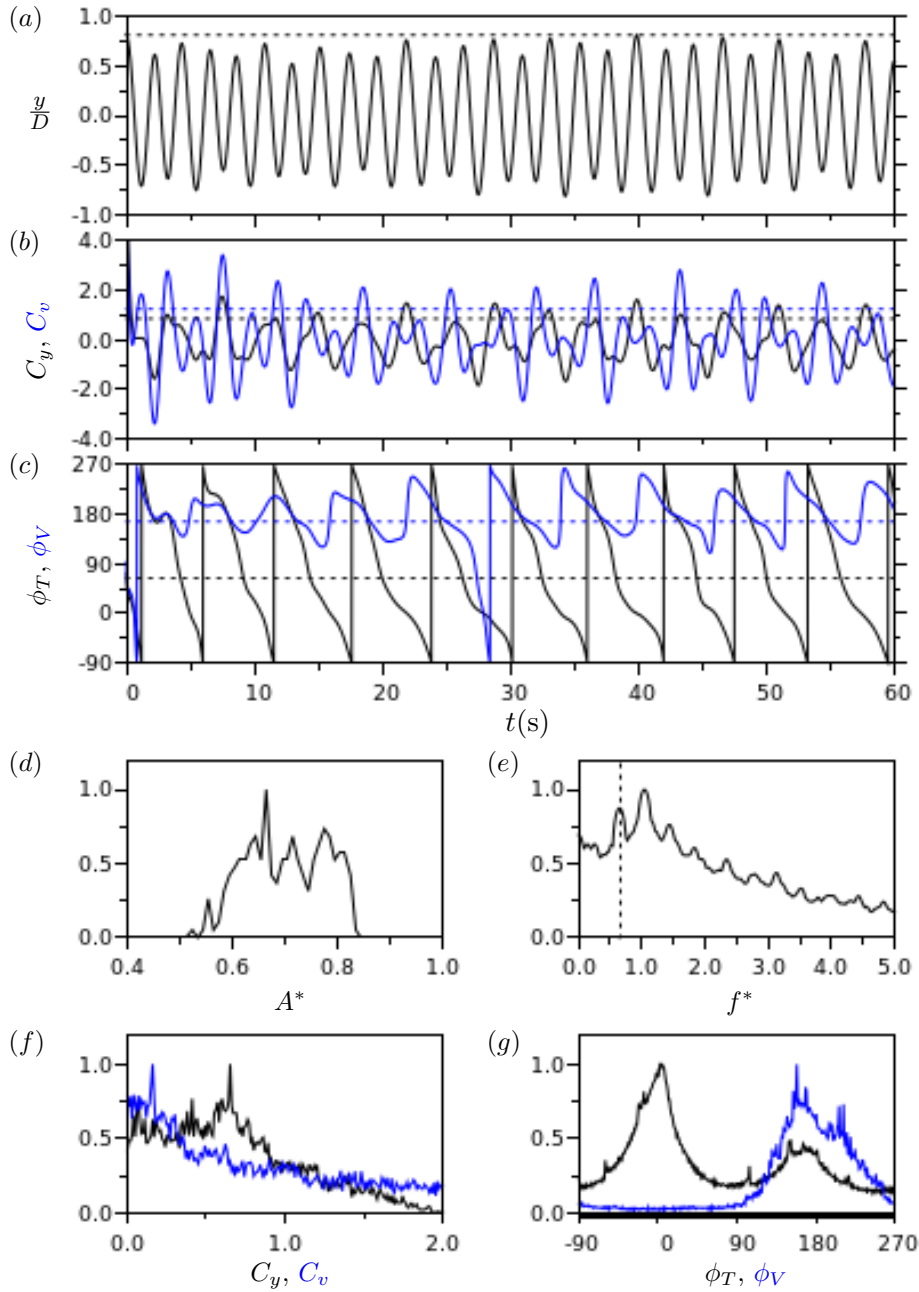 (a)
1.0
0.5
0.0
-0.5
-1.0
y/D
(b)
4.0
2.0
0.0
-2.0
-4.0
C_y, C_v
(c)
270
180
90
0
-90
ϕ_T, ϕ_V
0 10 20 30 40 50 60
t(s)
(d)
1.0
0.5
0.0
0.4 0.6 0.8 1.0
A*
(e)
1.0
0.5
0.0
0.0 1.0 2.0 3.0 4.0 5.0
f*
(f)
1.0
0.5
0.0
0.0 1.0 2.0
C_y, C_v
(g)
1.0
0.5
0.0
-90 0 90 180 270
ϕ_T, ϕ_V